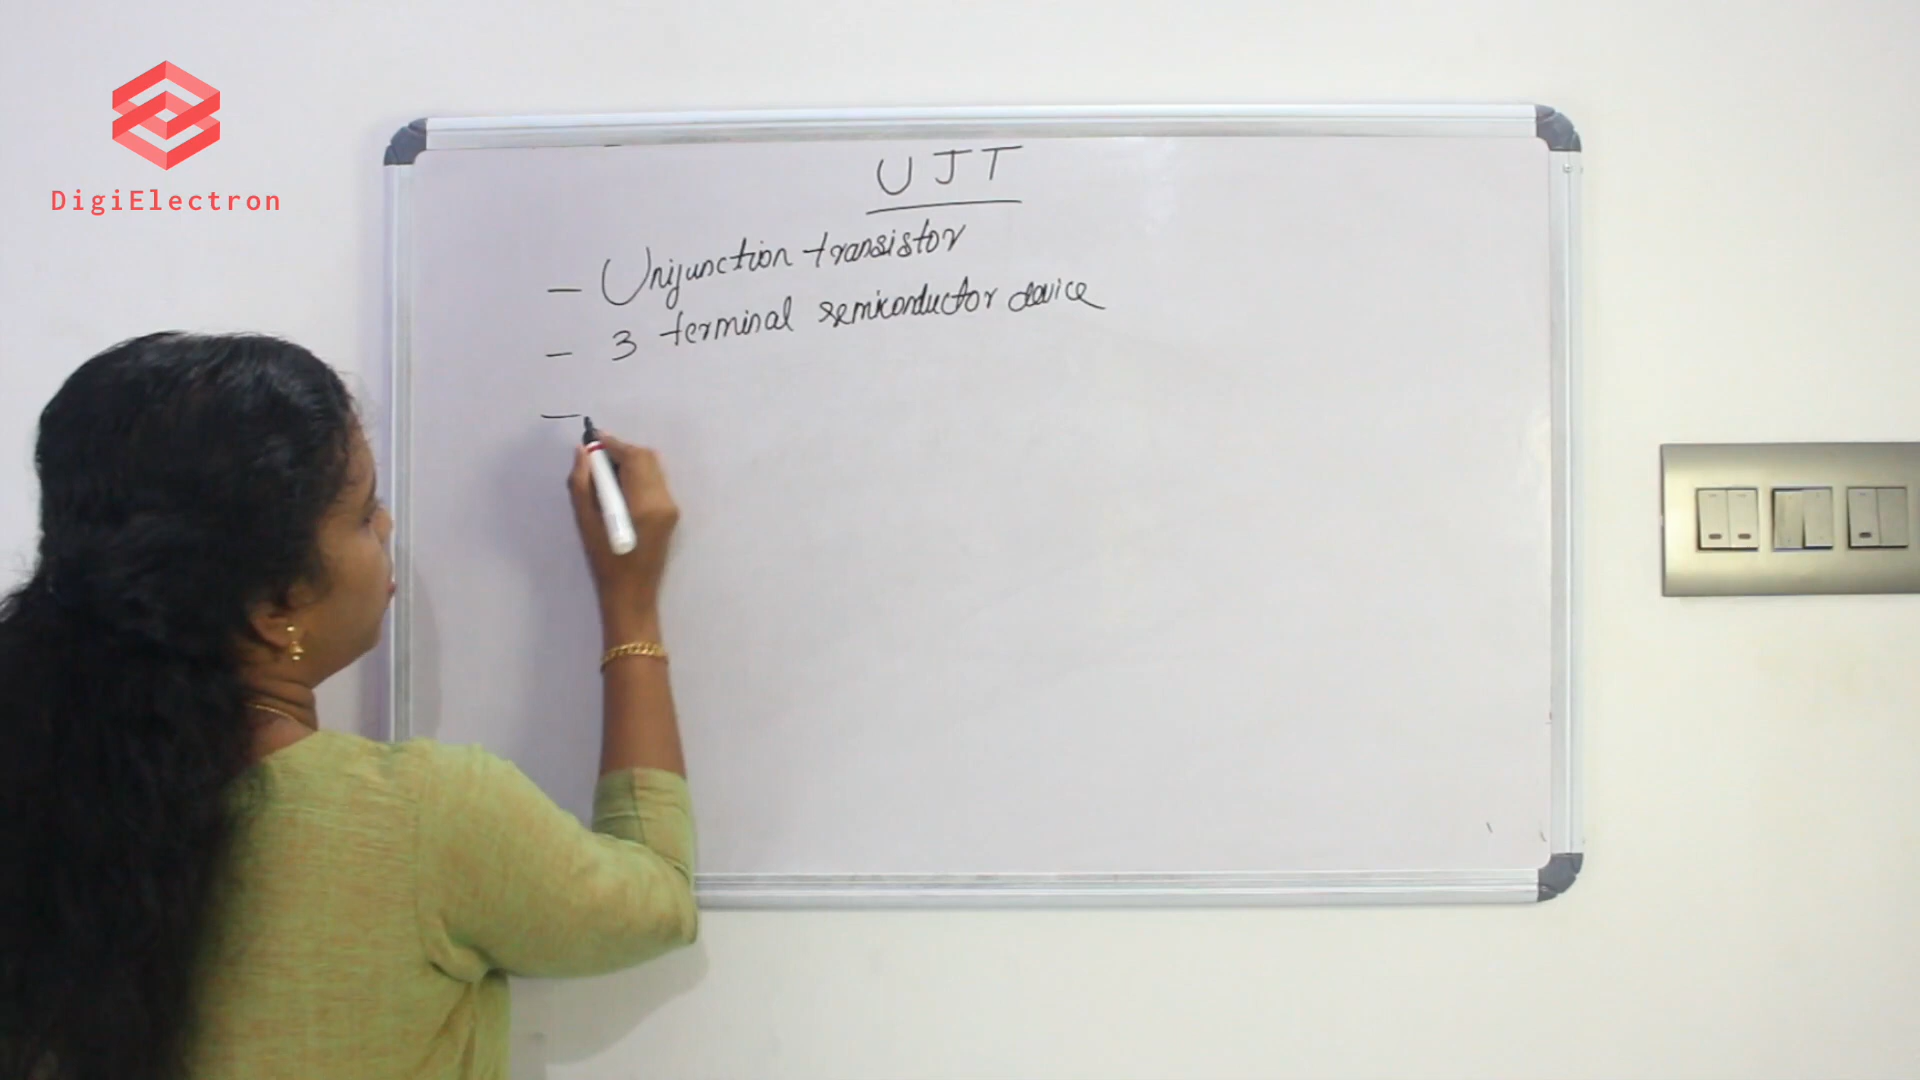 DigiElectron
UJT
- Unijunction transistor
- 3 terminal semiconductor device
-